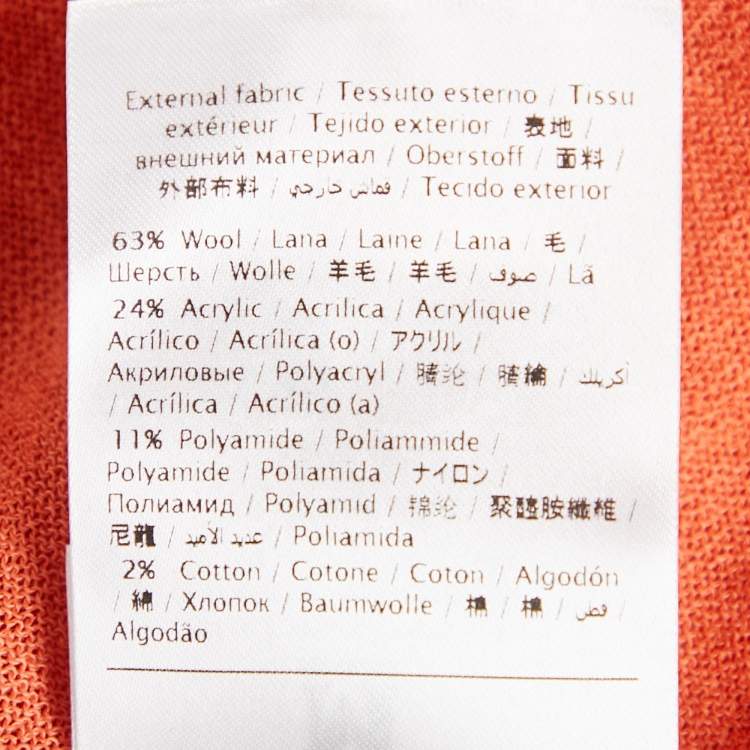 External fabric / Tessuto esterno / Tissu
extérieur / Tejido exterior / 表地 /
внешний материал / Oberstoff / 面料 /
外部布料 / قماش خارجي / Tecido exterior
63% Wool / Lana / Laine / Lana / 毛 /
Шерсть / Wolle / 羊毛 / 羊毛 / صوف / Lã
24% Acrylic / Acrilica / Acrylique /
Acrílico / Acrílica (o) / アクリル /
Акриловые / Polyacryl / 腈纶 / 腈綸 / أكريلك
/ Acrílica / Acrílico (a)
11% Polyamide / Poliammide /
Polyamide / Poliamida / ナイロン /
Полиамид / Polyamid / 锦纶 / 聚醯胺纖維 /
尼龍 / عديد الأميد / Poliamida
2% Cotton / Cotone / Coton / Algodón
/ 綿 / Хлопок / Baumwolle / 棉 / 棉 / قطن /
Algodão